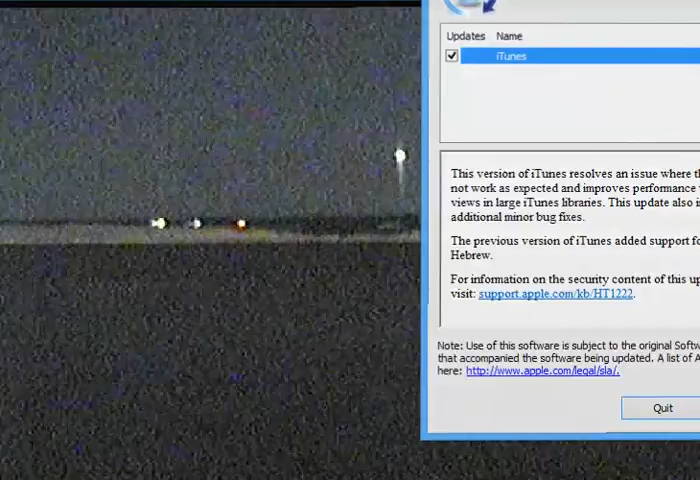 Updates Name
iTunes
This version of iTunes resolves an issue where
not work as expected and improves performance
views in large iTunes libraries. This update also
additional minor bug fixes.
The previous version of iTunes added support
Hebrew.
For information on the security content of this
visit: support.apple.com/kb/HT1222.
Note: Use of this software is subject to the original
that accompanied the software being updated. A list of
here: http://www.apple.com/legal/sla/.
Quit